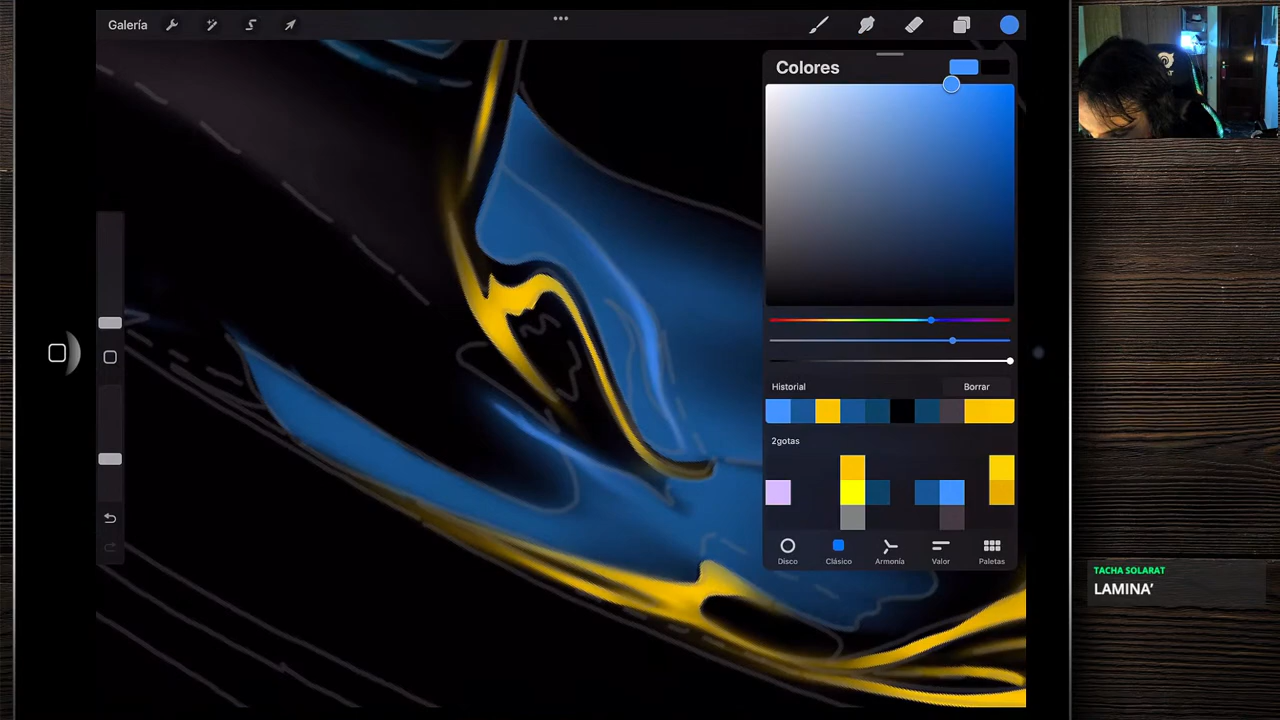 Galería
Colores
Historial
Borrar
2gotas
Disco
Clásico
Armonía
Valor
Paletas
TACHA SOLARAT
LAMINA’